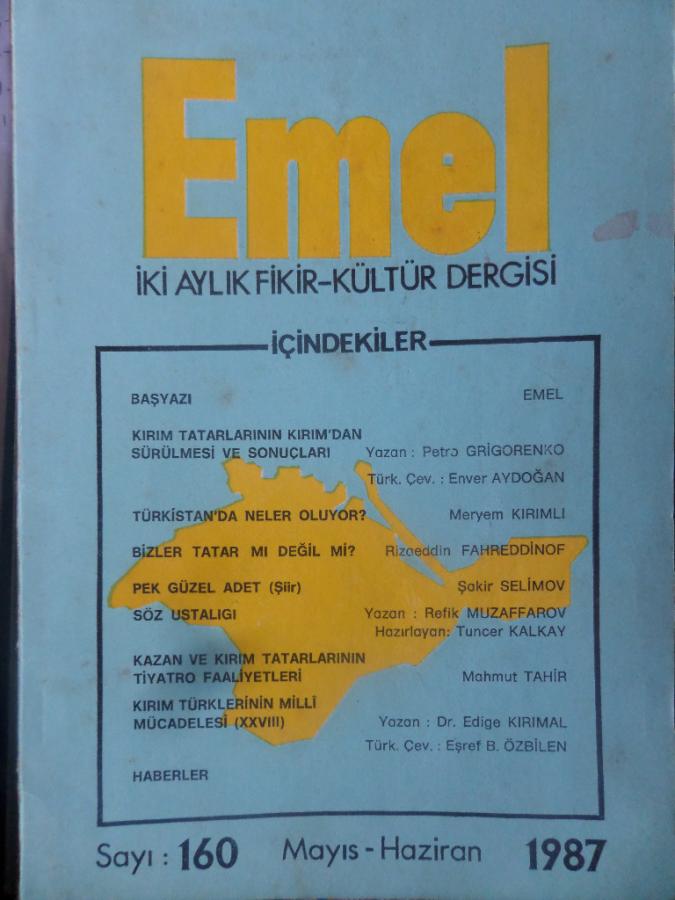 Emel
İKİ AYLIK FİKİR-KÜLTÜR DERGİSİ
İÇİNDEKİLER
BAŞYAZI EMEL
KIRIM TATARLARININ KIRIM'DAN
SÜRÜLMESİ VE SONUÇLARI Yazan : Petro GRİGORENKO
Türk. Çev. : Enver AYDOĞAN
TÜRKİSTAN'DA NELER OLUYOR? Meryem KIRIMLI
BİZLER TATAR MI DEĞİL Mİ? Rizaeddin FAHREDDİNOF
PEK GÜZEL ADET (Şiir) Şakir SELİMOV
SÖZ USTALIGI Yazan : Refik MUZAFFAROV
Hazırlayan: Tuncer KALKAY
KAZAN VE KIRIM TATARLARININ
TİYATRO FAALİYETLERİ Mahmut TAHİR
KIRIM TÜRKLERİNİN MİLLÎ
MÜCADELESİ (XXVIII) Yazan : Dr. Edige KIRIMAL
Türk. Çev. : Eşref B. ÖZBİLEN
HABERLER
Sayı : 160 Mayıs - Haziran 1987